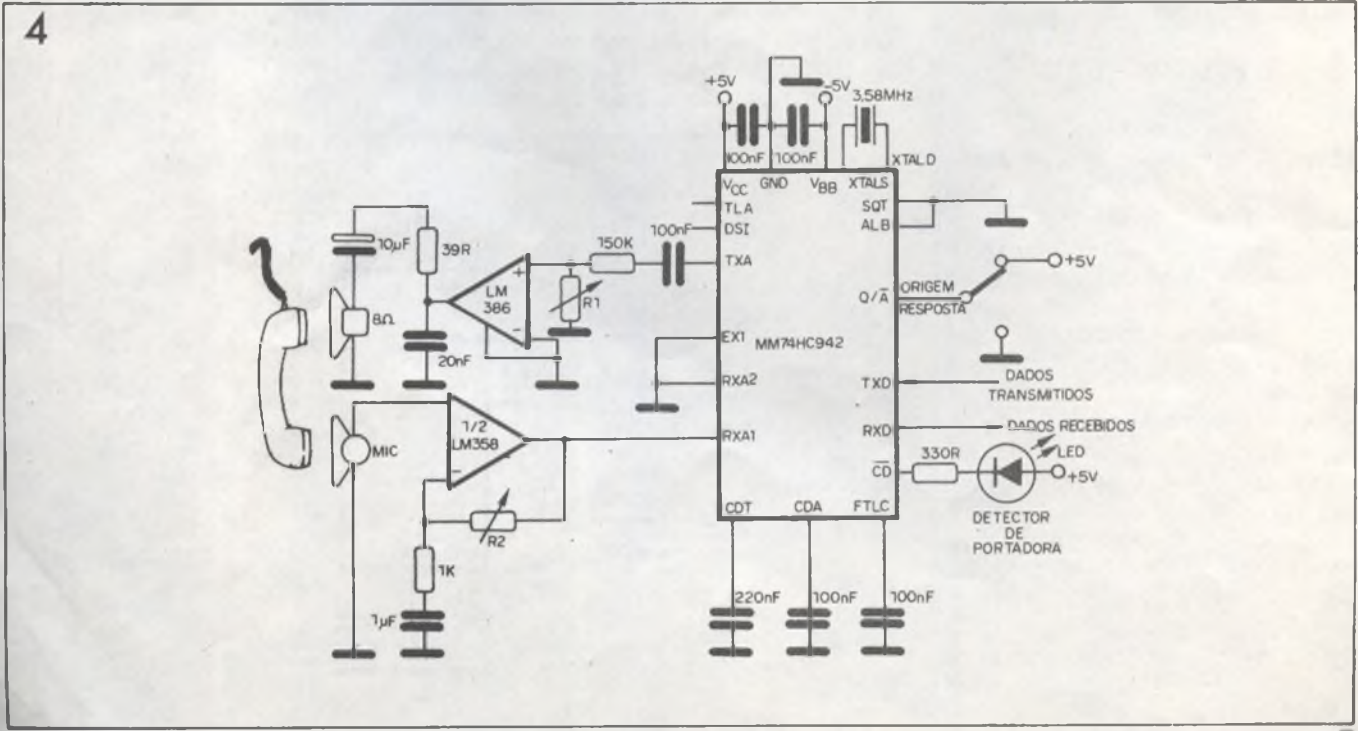 4
+5V
-5V
3,58MHz
100nF
100nF
XTALD
VCC
GND
VBB
XTALS
TLA
SQT
DSI
ALB
10µF
39R
100nF
150K
TXA
+5V
LM
386
+
-
R1
8Ω
O/A̅
ORIGEM
RESPOSTA
20nF
EXI
MM74HC942
RXA2
TXD
DADOS
TRANSMITIDOS
1/2
LM358
-
MIC
RXA1
RXD
DADOS RECEBIDOS
LED
330R
C̅D̅
+5V
R2
CDT
CDA
FTLC
DETECTOR
DE
PORTADORA
1K
1µF
220nF
100nF
100nF